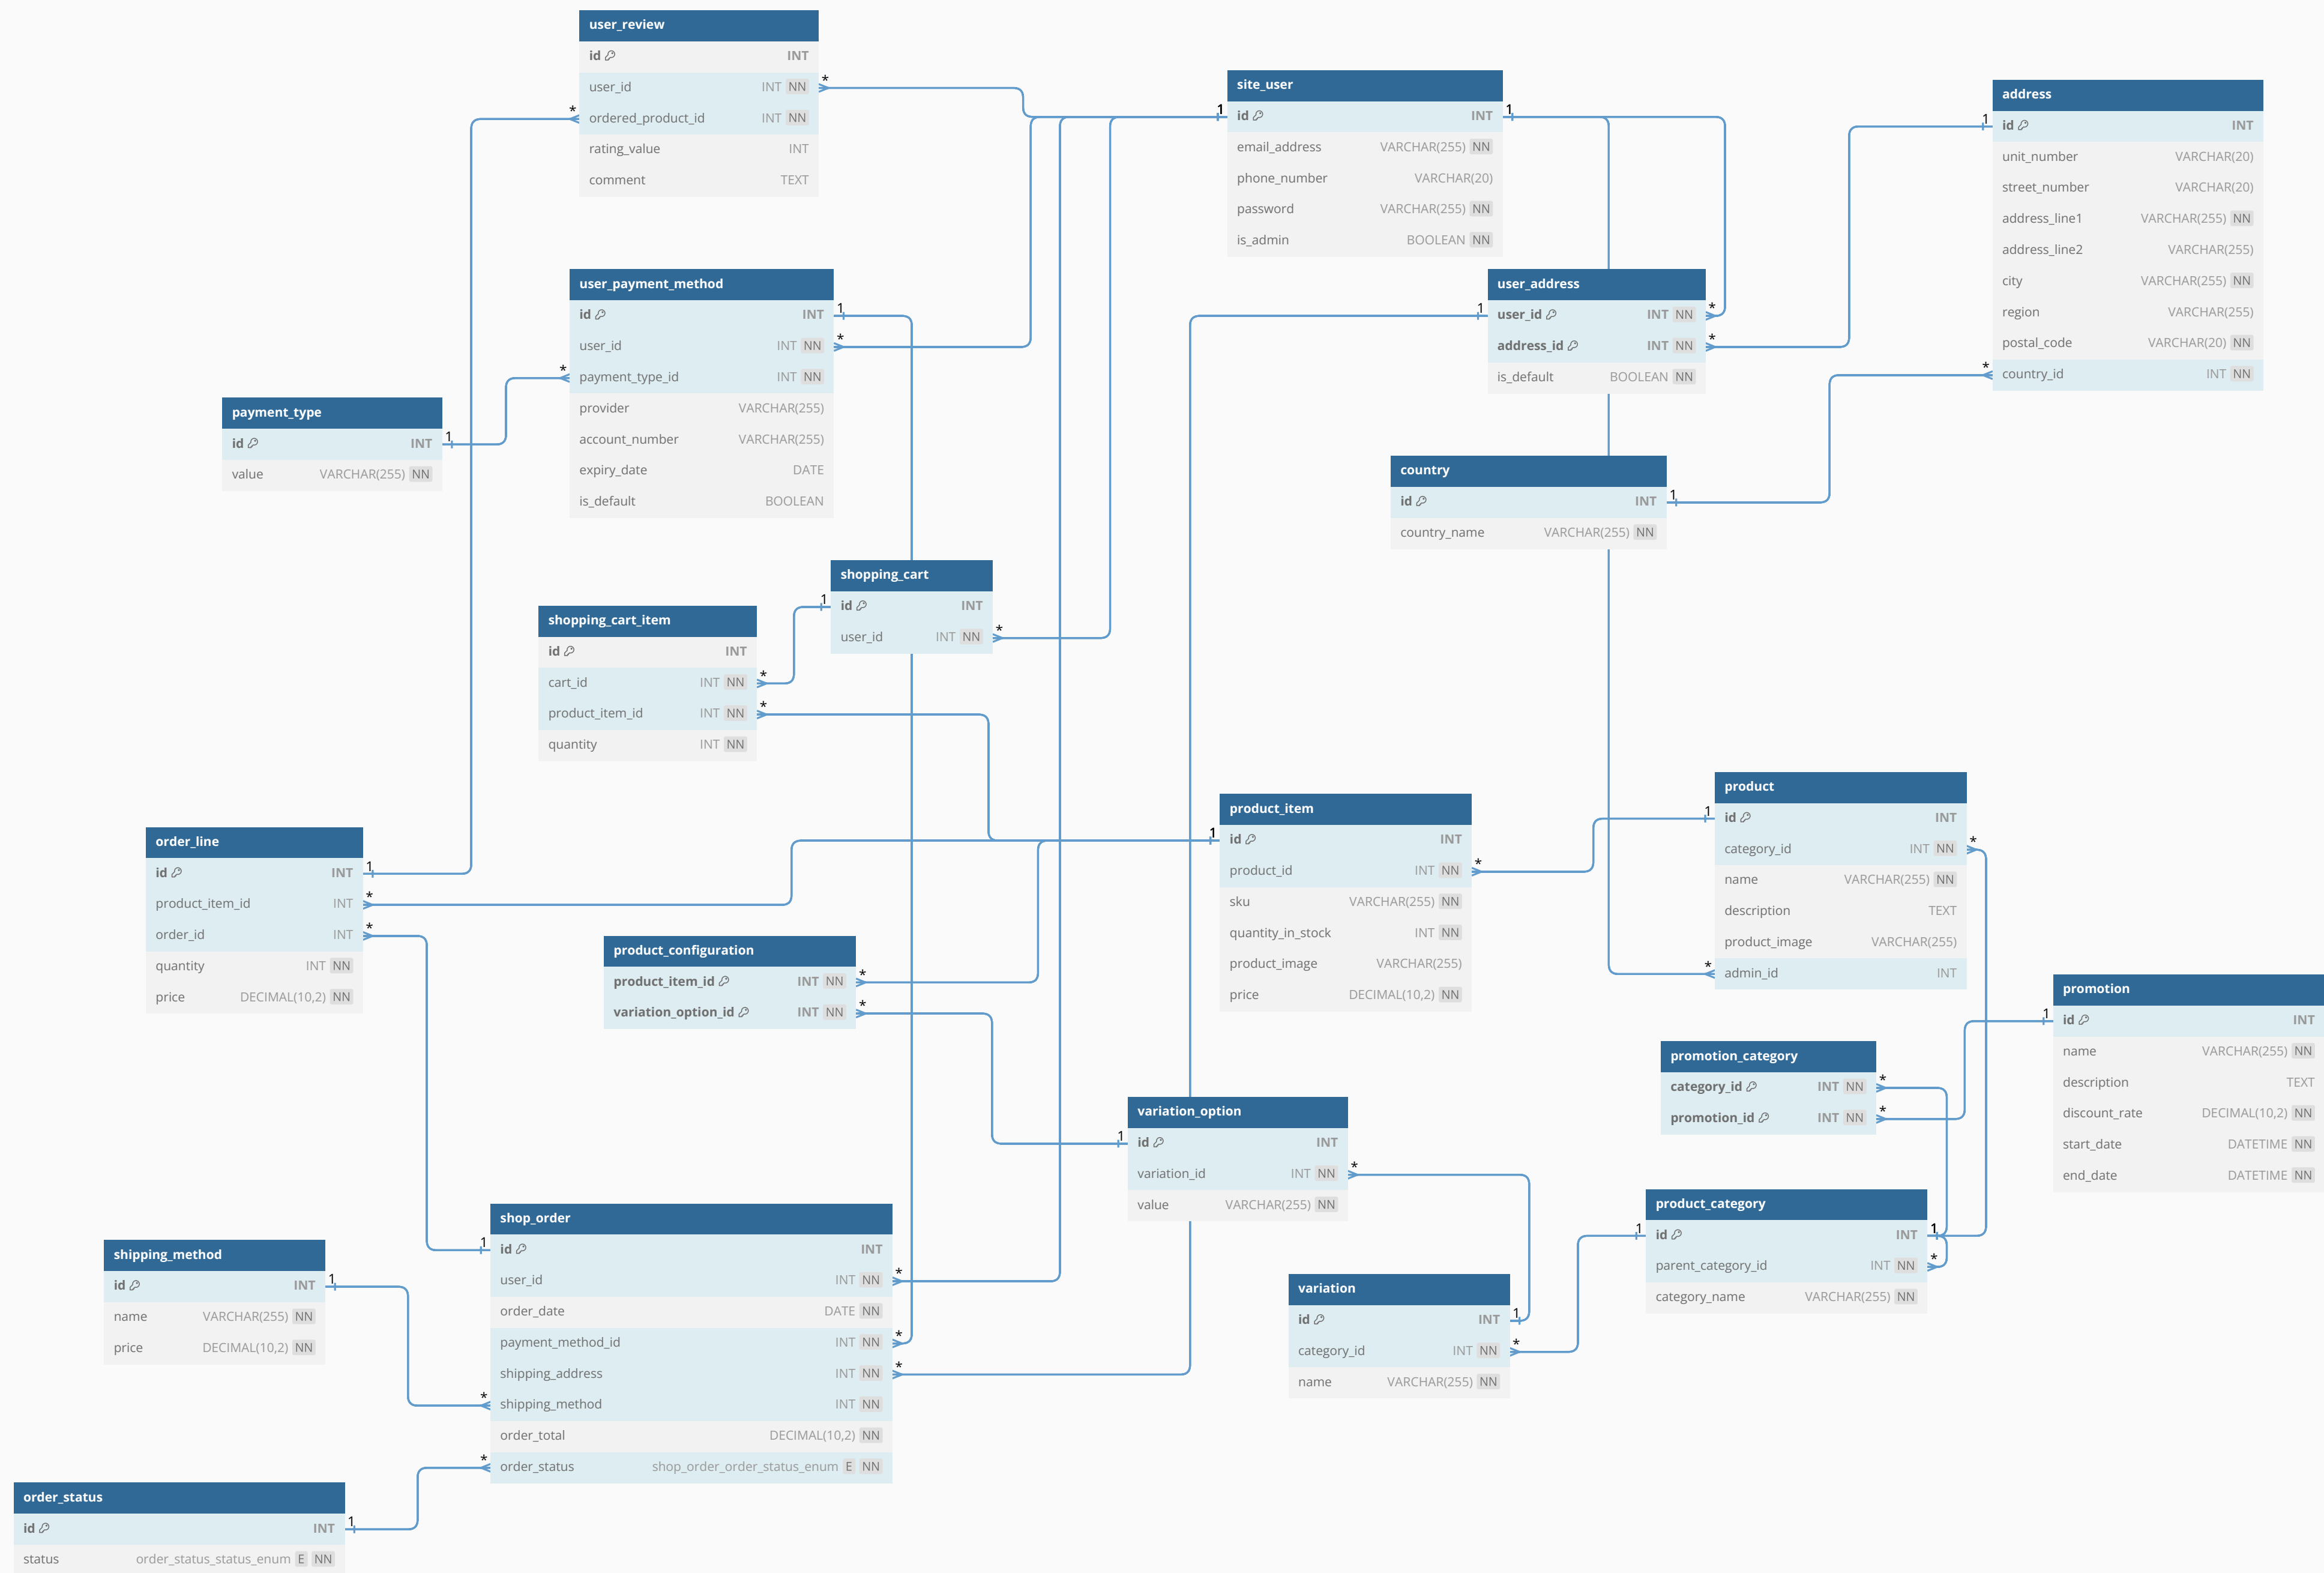 user_review
id INT
user_id INT NN
ordered_product_id INT NN
rating_value INT
comment TEXT
site_user
id INT
email_address VARCHAR(255) NN
phone_number VARCHAR(20)
password VARCHAR(255) NN
is_admin BOOLEAN NN
address
id INT
unit_number VARCHAR(20)
street_number VARCHAR(20)
address_line1 VARCHAR(255) NN
address_line2 VARCHAR(255)
city VARCHAR(255) NN
region VARCHAR(255)
postal_code VARCHAR(20) NN
country_id INT NN
user_payment_method
id INT
user_id INT NN
payment_type_id INT NN
provider VARCHAR(255)
account_number VARCHAR(255)
expiry_date DATE
is_default BOOLEAN
user_address
user_id INT NN
address_id INT NN
is_default BOOLEAN NN
payment_type
id INT
value VARCHAR(255) NN
country
id INT
country_name VARCHAR(255) NN
shopping_cart
id INT
user_id INT NN
shopping_cart_item
id INT
cart_id INT NN
product_item_id INT NN
quantity INT NN
product_item
id INT
product_id INT NN
sku VARCHAR(255) NN
quantity_in_stock INT NN
product_image VARCHAR(255)
price DECIMAL(10,2) NN
product
id INT
category_id INT NN
name VARCHAR(255) NN
description TEXT
product_image VARCHAR(255)
admin_id INT
order_line
id INT
product_item_id INT
order_id INT
quantity INT NN
price DECIMAL(10,2) NN
product_configuration
product_item_id INT NN
variation_option_id INT NN
promotion
id INT
name VARCHAR(255) NN
description TEXT
discount_rate DECIMAL(10,2) NN
start_date DATETIME NN
end_date DATETIME NN
promotion_category
category_id INT NN
promotion_id INT NN
variation_option
id INT
variation_id INT NN
value VARCHAR(255) NN
product_category
id INT
parent_category_id INT NN
category_name VARCHAR(255) NN
shop_order
id INT
user_id INT NN
order_date DATE NN
payment_method_id INT NN
shipping_address INT NN
shipping_method INT NN
order_total DECIMAL(10,2) NN
order_status shop_order_order_status_enum E NN
shipping_method
id INT
name VARCHAR(255) NN
price DECIMAL(10,2) NN
variation
id INT
category_id INT NN
name VARCHAR(255) NN
order_status
id INT
status order_status_status_enum E NN